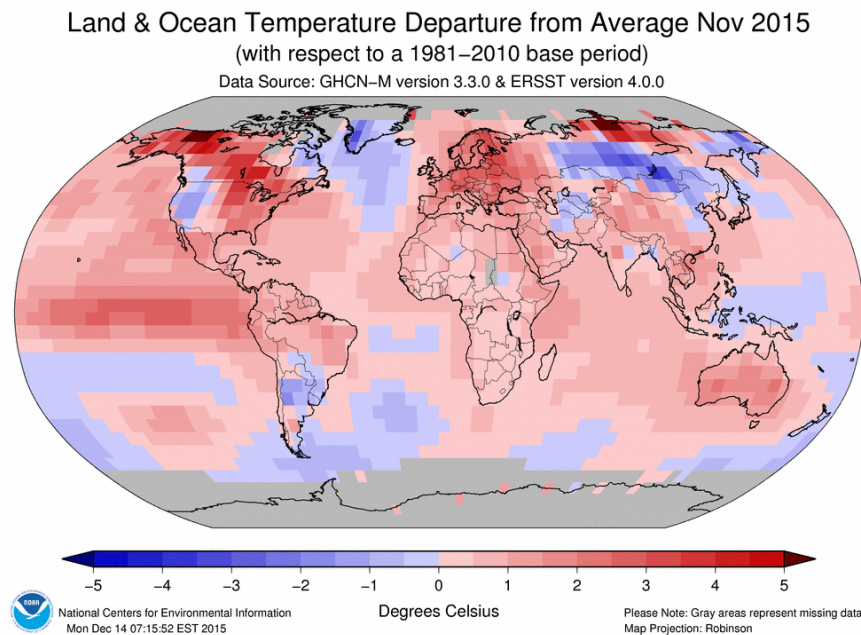 Land & Ocean Temperature Departure from Average Nov 2015
(with respect to a 1981–2010 base period)
Data Source: GHCN–M version 3.3.0 & ERSST version 4.0.0
−5 −4 −3 −2 −1 0 1 2 3 4 5
Degrees Celsius
NOAA
National Centers for Environmental Information
Mon Dec 14 07:15:52 EST 2015
Please Note: Gray areas represent missing data
Map Projection: Robinson